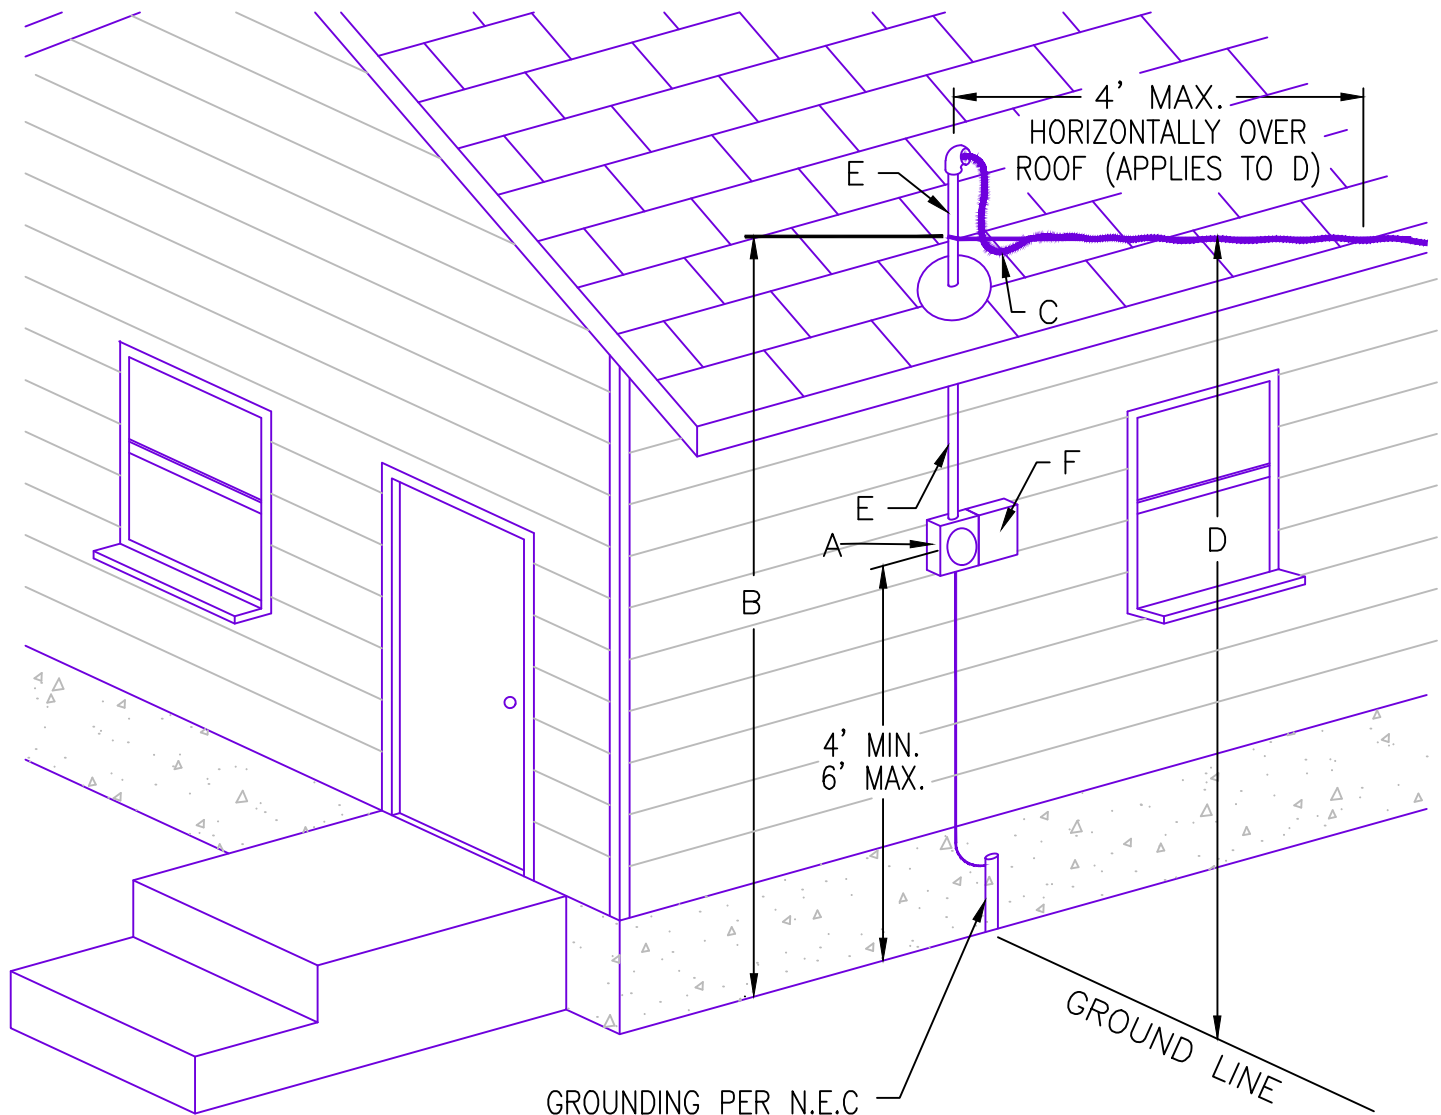 4' MAX.
HORIZONTALLY OVER
ROOF (APPLIES TO D)
E
C
F
E
A
D
B
4' MIN.
6' MAX.
GROUND LINE
GROUNDING PER N.E.C